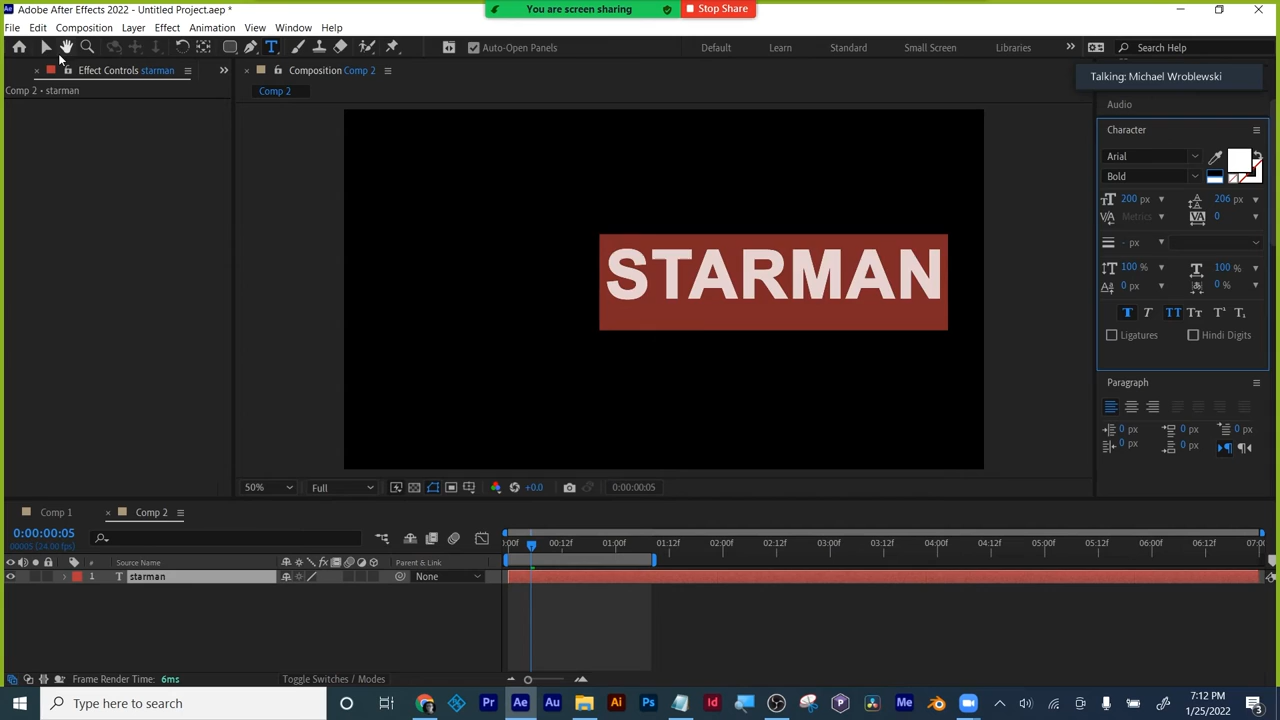 Adobe After Effects 2022 - Untitled Project.aep *
You are screen sharing
Stop Share
File Edit Composition Layer Effect Animation View Window Help
Auto-Open Panels
Default Learn Standard Small Screen Libraries
Search Help
Effect Controls starman
Composition Comp 2
Talking: Michael Wroblewski
Comp 2 • starman
Comp 2
Audio
Character
Arial
Bold
200 px
206 px
Metrics
0
- px
100 %
100 %
0 px
0 %
Ligatures
Hindi Digits
Paragraph
0 px 0 px 0 px
0 px 0 px
STARMAN
50%
Full
+0.0
0:00:00:05
Comp 1
Comp 2
0:00:00:05
00005 (24.00 fps)
:00f 00:12f 01:00f 01:12f 02:00f 02:12f 03:00f 03:12f 04:00f 04:12f 05:00f 05:12f 06:00f 06:12f 07:0
# Source Name
Parent & Link
1 T starman
None
Frame Render Time: 6ms
Toggle Switches / Modes
Type here to search
7:12 PM
1/25/2022